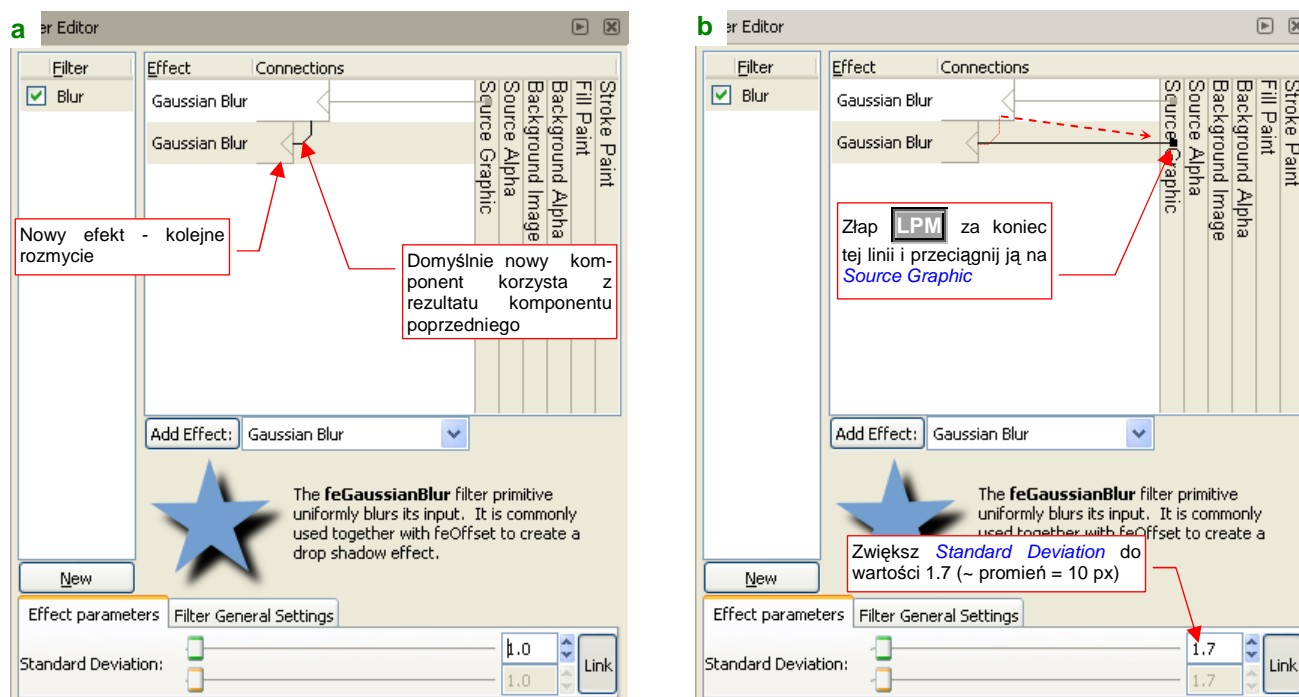 a
er Editor
Filter
Effect
Connections
Blur
Gaussian Blur
Gaussian Blur
Source Graphic
Source Alpha
Background Image
Background Alpha
Fill Paint
Stroke Paint
Nowy efekt - kolejne
rozmycie
Domyślnie nowy kom-
ponent korzysta z
rezultatu komponentu
poprzedniego
Add Effect:
Gaussian Blur
The feGaussianBlur filter primitive
uniformly blurs its input. It is commonly
used together with feOffset to create a
drop shadow effect.
New
Effect parameters
Filter General Settings
Standard Deviation:
1.0
1.0
Link
b
er Editor
Filter
Effect
Connections
Blur
Gaussian Blur
Gaussian Blur
Source Graphic
Source Alpha
Background Image
Background Alpha
Fill Paint
Stroke Paint
Złap LPM za koniec
tej linii i przeciągnij ją na
Source Graphic
Add Effect:
Gaussian Blur
The feGaussianBlur filter primitive
uniformly blurs its input. It is commonly
used together with feOffset to create a
Zwiększ Standard Deviation do
wartości 1.7 (~ promień = 10 px)
New
Effect parameters
Filter General Settings
Standard Deviation:
1.7
1.7
Link